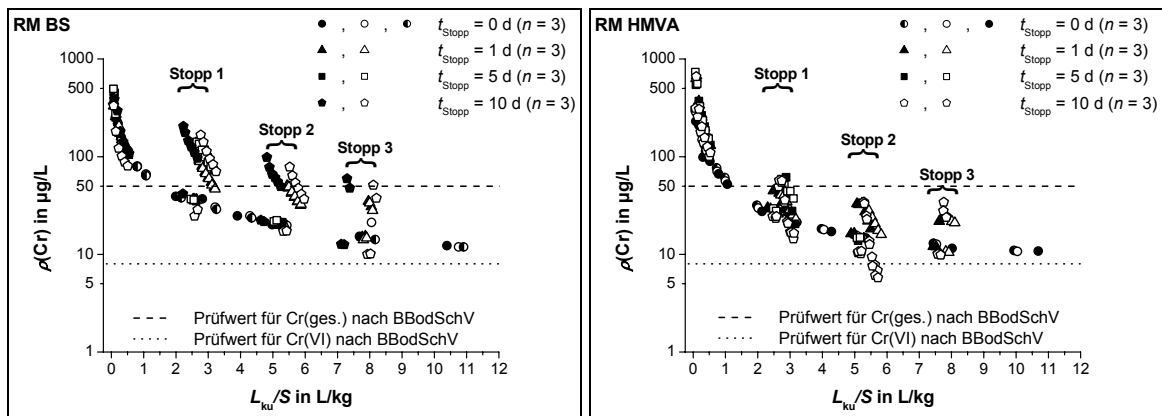 RM BS
, , t_Stopp = 0 d (n = 3)
, t_Stopp = 1 d (n = 3)
, t_Stopp = 5 d (n = 3)
, t_Stopp = 10 d (n = 3)
Stopp 1
Stopp 2
Stopp 3
1000
500
100
50
10
5
1
ρ(Cr) in µg/L
Prüfwert für Cr(ges.) nach BBodSchV
Prüfwert für Cr(VI) nach BBodSchV
0 1 2 3 4 5 6 7 8 9 10 11 12
L_ku/S in L/kg
RM HMVA
, , t_Stopp = 0 d (n = 3)
, t_Stopp = 1 d (n = 3)
, t_Stopp = 5 d (n = 3)
, t_Stopp = 10 d (n = 3)
Stopp 1
Stopp 2
Stopp 3
1000
500
100
50
10
5
1
ρ(Cr) in µg/L
Prüfwert für Cr(ges.) nach BBodSchV
Prüfwert für Cr(VI) nach BBodSchV
0 1 2 3 4 5 6 7 8 9 10 11 12
L_ku/S in L/kg